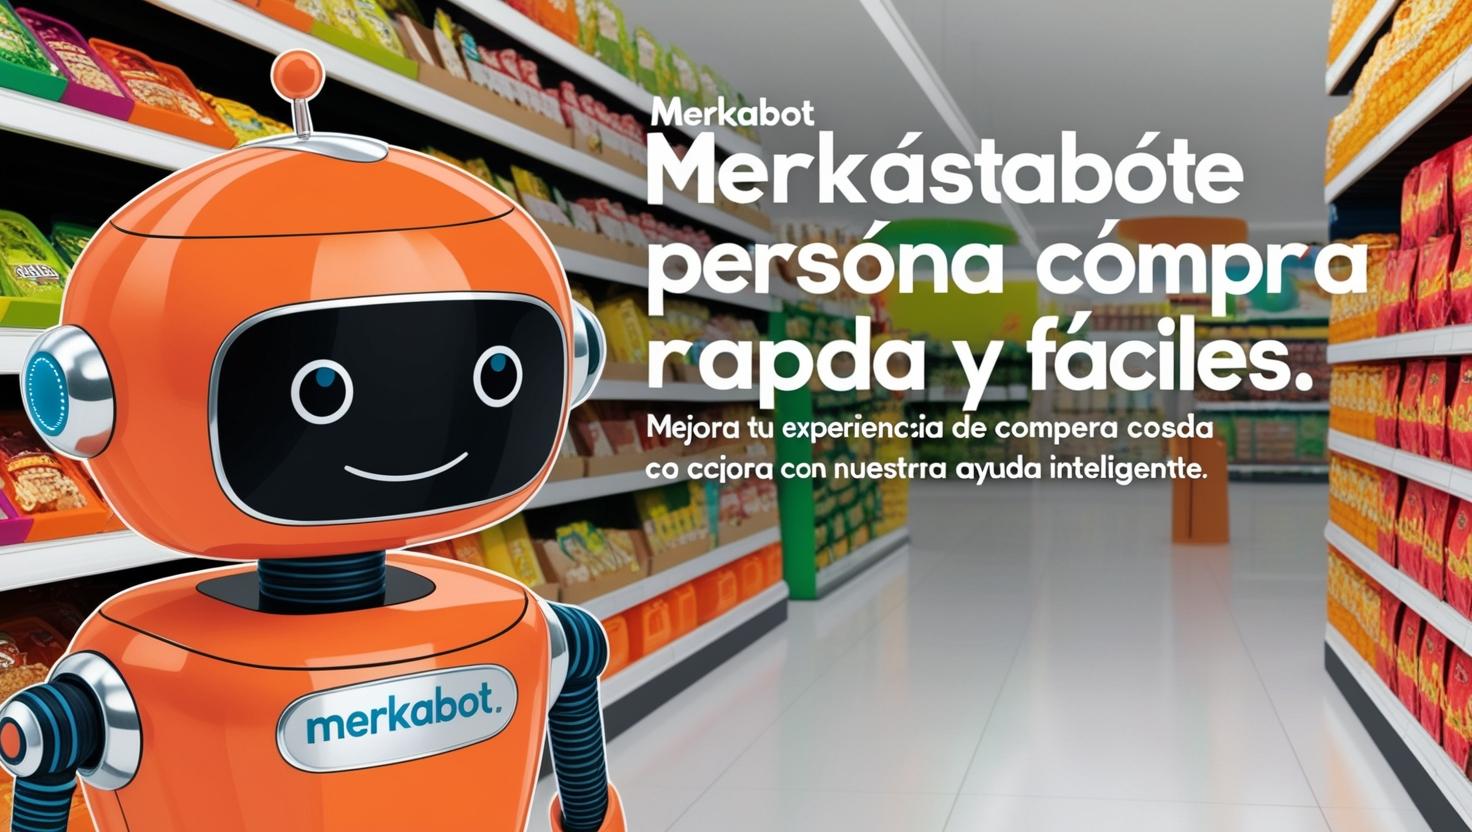 Merkabot
Merkástabóte
persóna cómpra
rapda y fáciles.
Mejora tu experienc:ia de compera cosda
co ccjora con nuestrra ayuda inteligentte.
merkabot.